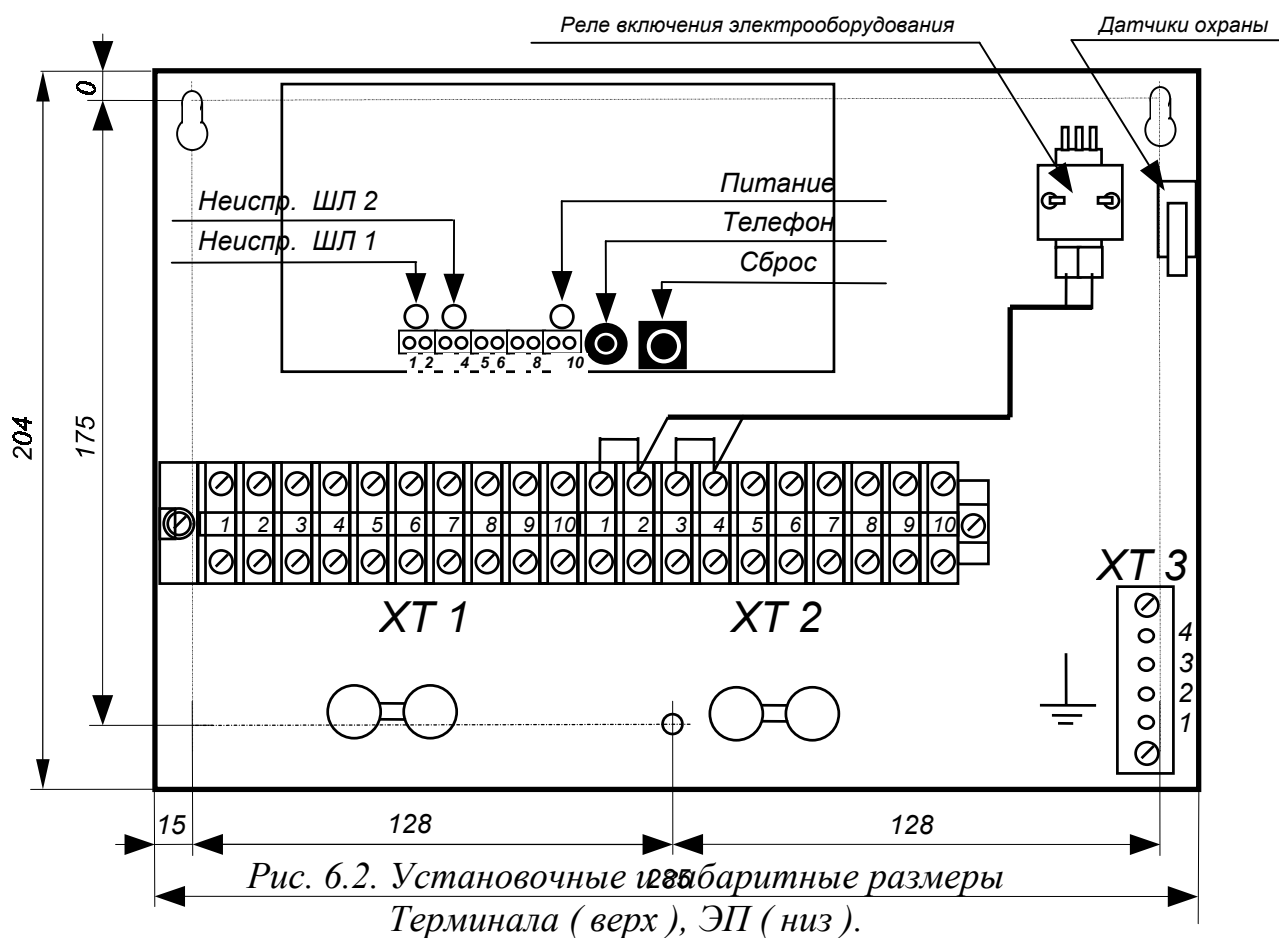 Реле включения электрооборудования
Датчики охраны
0
204
175
Неиспр. ШЛ 2
Неиспр. ШЛ 1
Питание
Телефон
Сброс
1 2 4 5 6 8 10
1 2 3 4 5 6 7 8 9 10 1 2 3 4 5 6 7 8 9 10
ХТ 1
ХТ 2
ХТ 3
4
3
2
1
15
128
128
285
Рис. 6.2. Установочные и габаритные размеры
Терминала ( верх ), ЭП ( низ ).